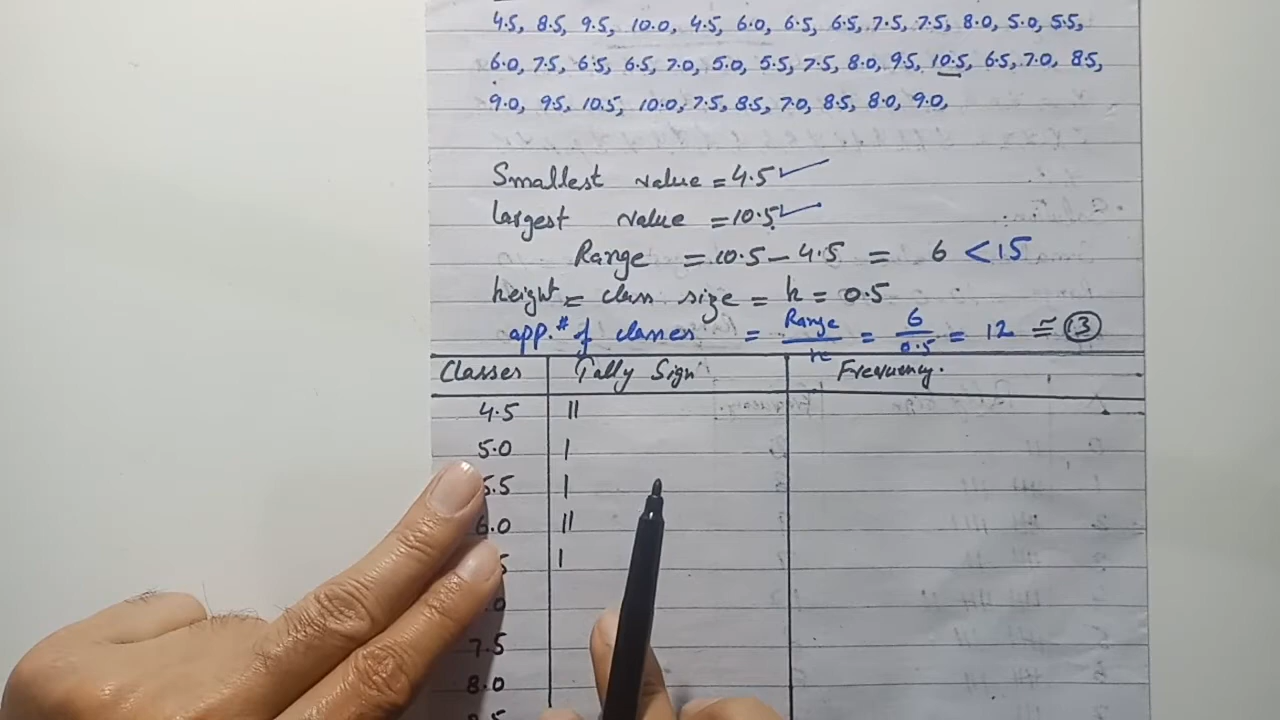 4.5, 8.5, 9.5, 10.0, 4.5, 6.0, 6.5, 6.5, 7.5, 7.5, 8.0, 5.0, 5.5,
6.0, 7.5, 6.5, 6.5, 7.0, 5.0, 5.5, 7.5, 8.0, 9.5, 10.5, 6.5, 7.0, 8.5,
9.0, 9.5, 10.5, 10.0, 7.5, 8.5, 7.0, 8.5, 8.0, 9.0,
Smallest value = 4.5 ✓
largest value = 10.5 ✓
Range = 10.5 - 4.5 = 6 < 15
height = class size = h = 0.5
app. # of classes = Range/h = 6/0.5 = 12 ≅ 13
Classes Tally Sign Frequency.
4.5 ||
5.0 |
5.5 |
6.0 ||
5 |
.0
7.5
8.0